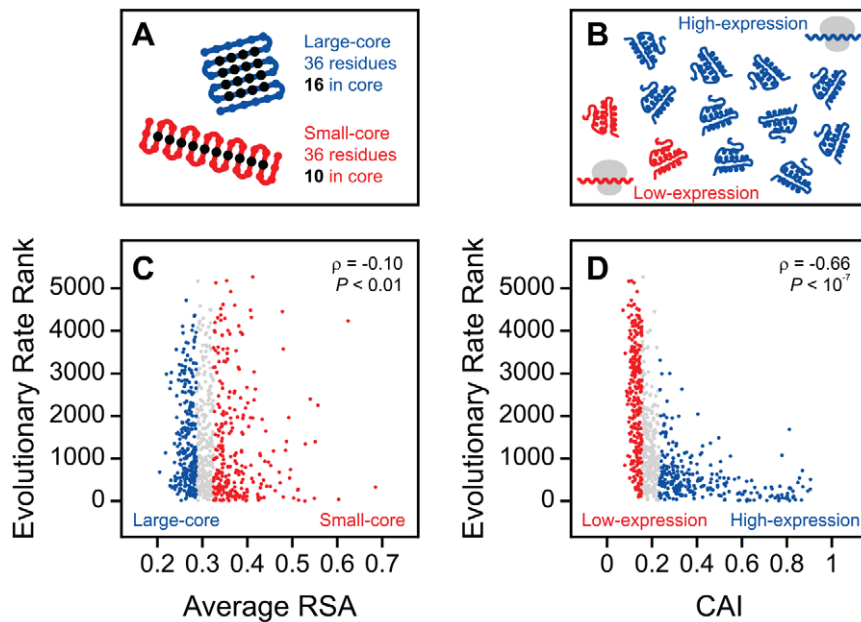 A
Large-core
36 residues
16 in core
Small-core
36 residues
10 in core
B
High-expression
Low-expression
C
ρ = -0.10
P < 0.01
Evolutionary Rate Rank
5000
4000
3000
2000
1000
0
Large-core
Small-core
0.2 0.3 0.4 0.5 0.6 0.7
Average RSA
D
ρ = -0.66
P < 10⁻⁷
Evolutionary Rate Rank
5000
4000
3000
2000
1000
0
Low-expression
High-expression
0 0.2 0.4 0.6 0.8 1
CAI